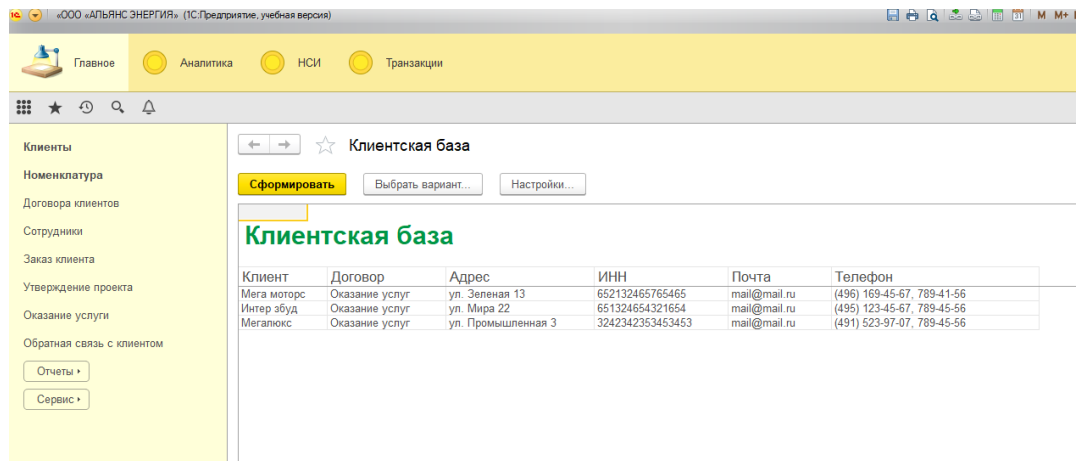 «ООО «АПЬЯНС ЭНЕРГИЯ» (1С:Предприятие, учебная версия)
M M+
Главное Аналитика НСИ Транзакции
Клиенты
Номенклатура
Договора клиентов
Сотрудники
Заказ клиента
Утверждение проекта
Оказание услуги
Обратная связь с клиентом
Отчеты
Сервис
Клиентская база
Сформировать Выбрать вариант... Настройки...
Клиентская база
Клиент Договор Адрес ИНН Почта Телефон
Мега моторс Оказание услуг ул. Зеленая 13 652132465765465 mail@mail.ru (496) 169-45-67, 789-41-56
Интер збуд Оказание услуг ул. Мира 22 651324654321654 mail@mail.ru (495) 123-45-67, 789-45-56
Мегалюкс Оказание услуг ул. Промышленная 3 3242342353453453 mail@mail.ru (491) 523-97-07, 789-45-56